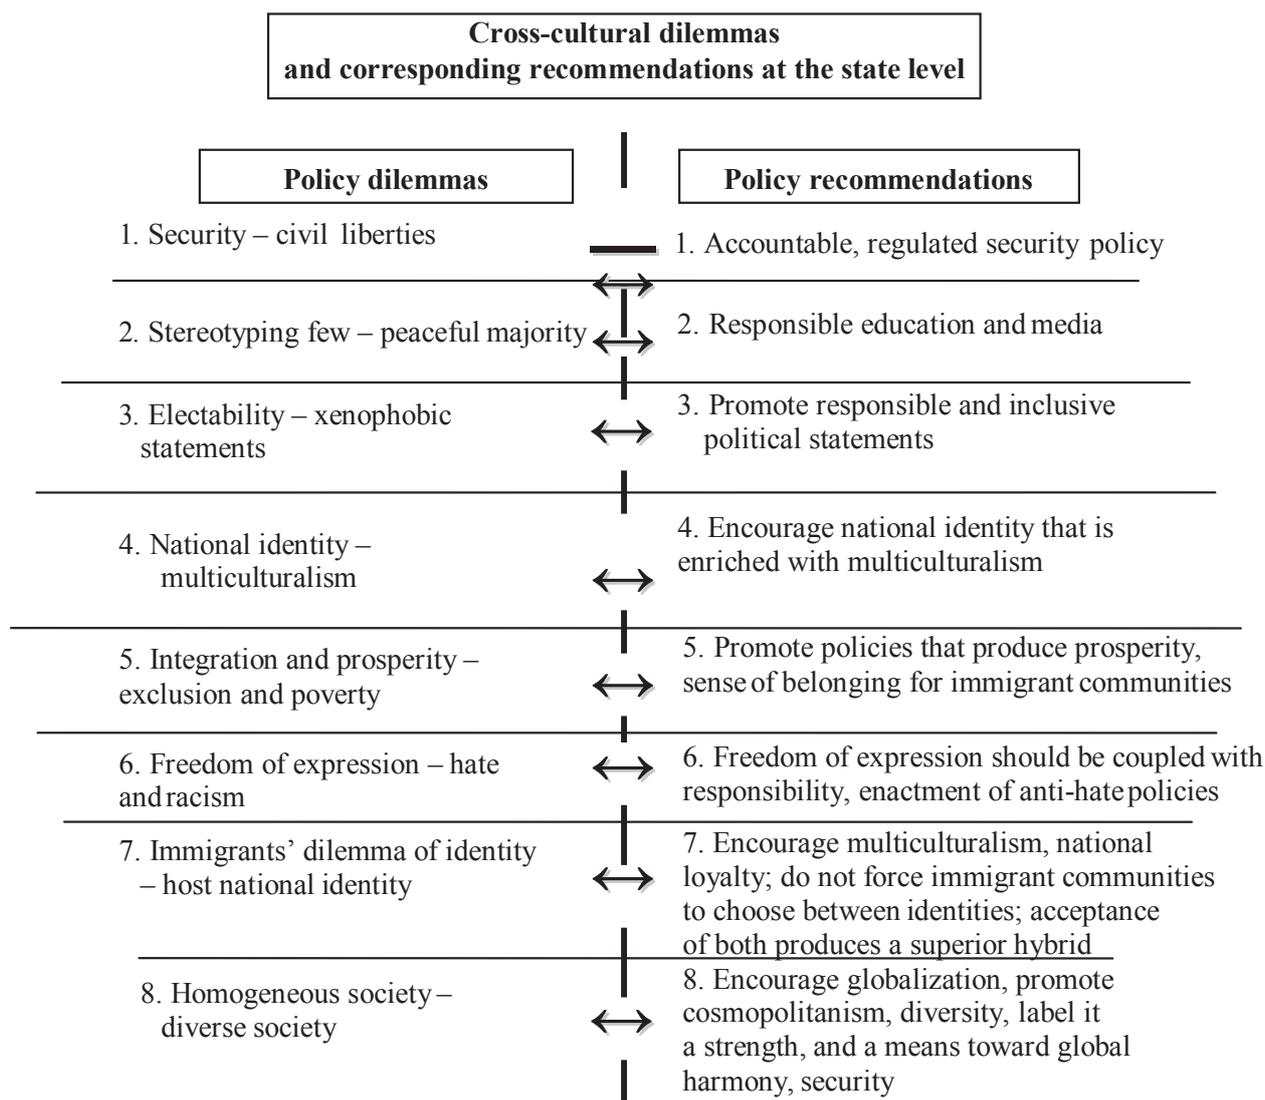 Cross-cultural dilemmas
and corresponding recommendations at the state level
Policy dilemmas
Policy recommendations
1. Security – civil liberties
1. Accountable, regulated security policy
2. Stereotyping few – peaceful majority
2. Responsible education and media
3. Electability – xenophobic
statements
3. Promote responsible and inclusive
political statements
4. National identity –
multiculturalism
4. Encourage national identity that is
enriched with multiculturalism
5. Integration and prosperity –
exclusion and poverty
5. Promote policies that produce prosperity,
sense of belonging for immigrant communities
6. Freedom of expression – hate
and racism
6. Freedom of expression should be coupled with
responsibility, enactment of anti-hate policies
7. Immigrants’ dilemma of identity
– host national identity
7. Encourage multiculturalism, national
loyalty; do not force immigrant communities
to choose between identities; acceptance
of both produces a superior hybrid
8. Homogeneous society –
diverse society
8. Encourage globalization, promote
cosmopolitanism, diversity, label it
a strength, and a means toward global
harmony, security